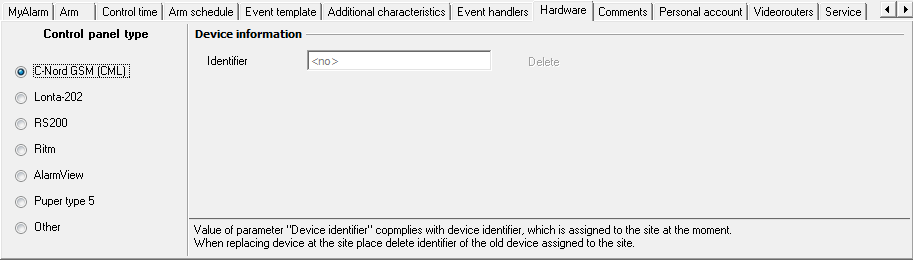 MyAlarm Arm Control time Arm schedule Event template Additional characteristics Event handlers Hardware Comments Personal account Videorouters Service
Control panel type
Device information
Identifier <no> Delete
C-Nord GSM (CML)
Lonta-202
RS200
Ritm
AlarmView
Puper type 5
Other
Value of parameter "Device identifier" copmplies with device identifier, which is assigned to the site at the moment.
When replacing device at the site place delete identifier of the old device assigned to the site.